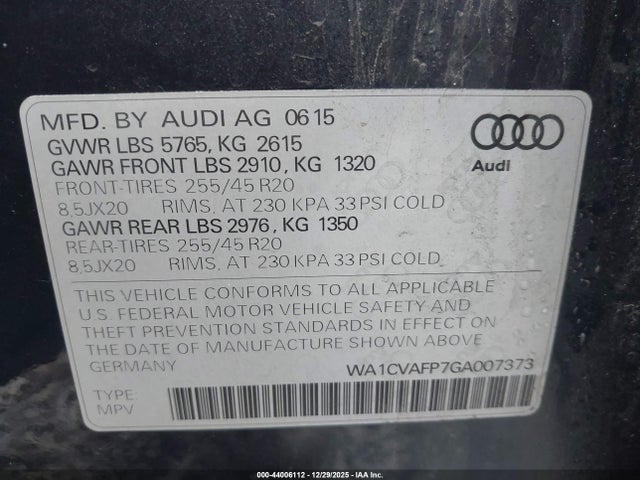 MFD. BY AUDI AG 0615
GVWR LBS 5765, KG 2615
GAWR FRONT LBS 2910, KG 1320
FRONT-TIRES 255/45 R20
8,5JX20 RIMS, AT 230 KPA 33 PSI COLD
GAWR REAR LBS 2976, KG 1350
REAR-TIRES 255/45 R20
8,5JX20 RIMS, AT 230 KPA 33 PSI COLD
Audi
THIS VEHICLE CONFORMS TO ALL APPLICABLE
U.S. FEDERAL MOTOR VEHICLE SAFETY AND
THEFT PREVENTION STANDARDS IN EFFECT ON
THE DATE OF MANUFACTURE SHOWN ABOVE
GERMANY WA1CVAFP7GA007373
TYPE:
MPV
000-44006112 - 12/29/2025 - IAA Inc.